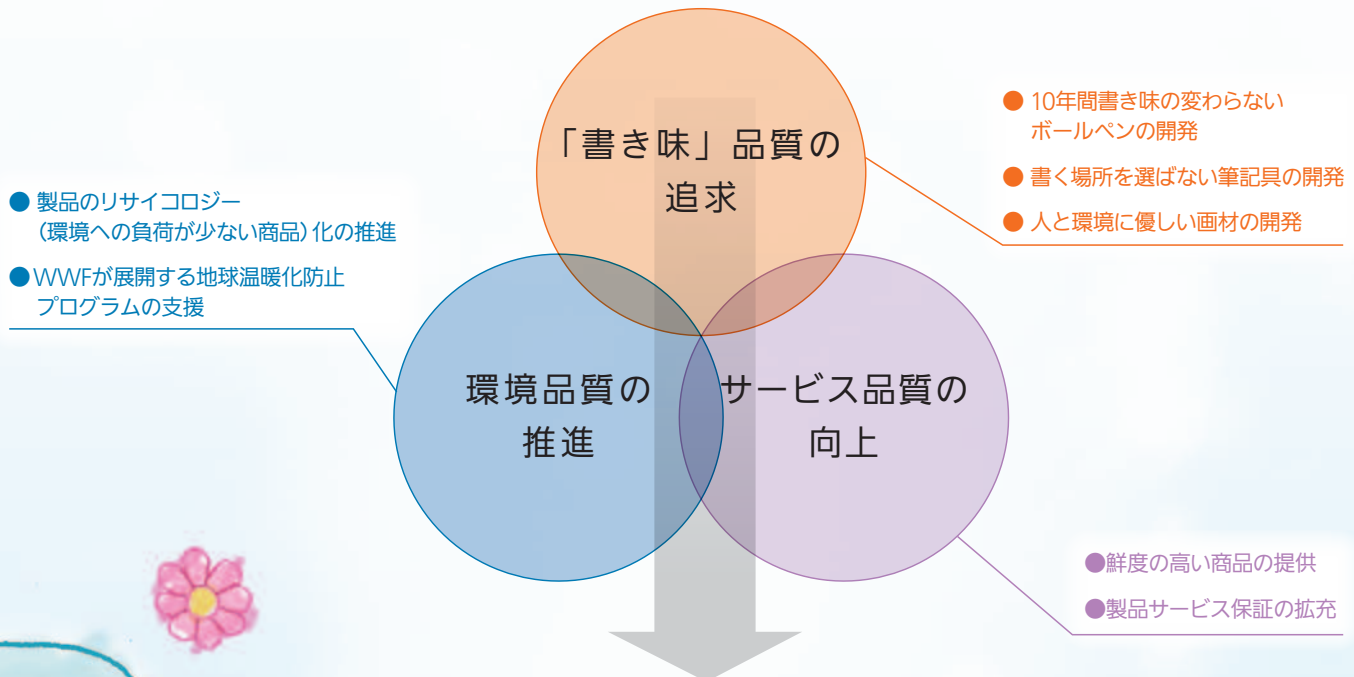 「書き味」品質の
追求
● 10年間書き味の変わらない
ボールペンの開発
● 書く場所を選ばない筆記具の開発
● 人と環境に優しい画材の開発
● 製品のリサイコロジー
（環境への負荷が少ない商品）化の推進
●WWFが展開する地球温暖化防止
プログラムの支援
環境品質の
推進
サービス品質の
向上
●鮮度の高い商品の提供
●製品サービス保証の拡充